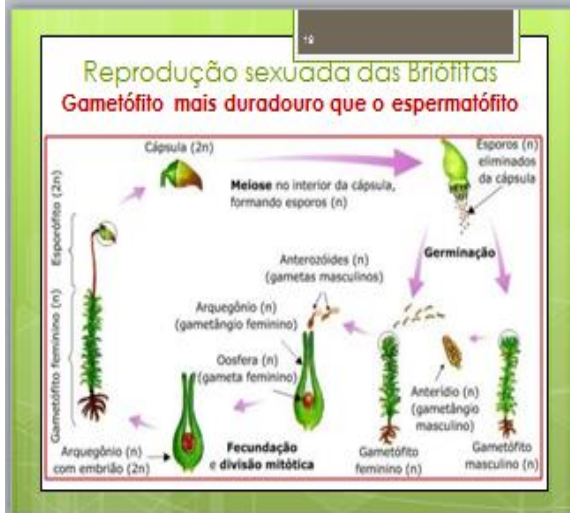 19
Reprodução sexuada das Briófitas
Gametófito mais duradouro que o espermatófito
Cápsula (2n)
Esporos (n)
eliminados
da cápsula
Meiose no interior da cápsula,
formando esporos (n)
Esporófito (2n)
Germinação
Anterozóides (n)
(gametas masculinos)
Arquegônio (n)
(gametângio feminino)
Oosfera (n)
(gameta feminino)
Gametófito feminino (n)
Anterídio (n)
(gametângio
masculino)
Arquegônio (n)
com embrião (2n)
Fecundação
e divisão mitótica
Gametófito
feminino (n)
Gametófito
masculino (n)